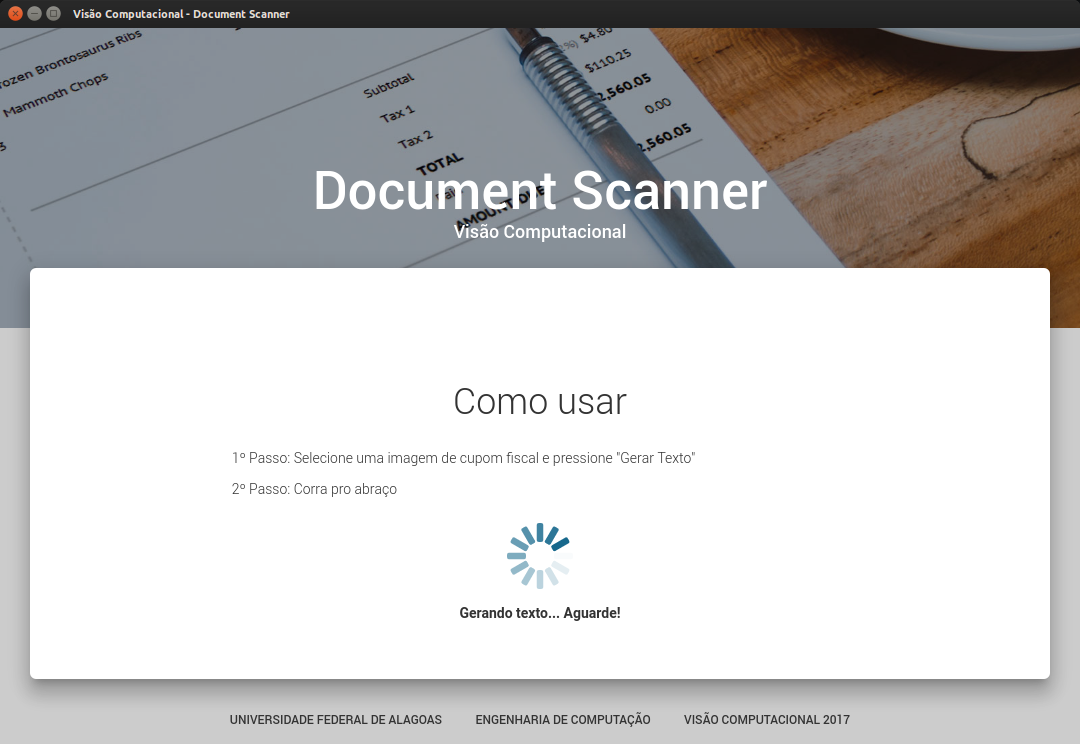 Visão Computacional - Document Scanner
rozen Brontosaurus Ribs
Mammoth Chops
3
Subtotal
Tax 1
Tax 2
TOTAL
AMOUNT DUE
$4.80
$110.25
2,560.05
0.00
2,560.05
Document Scanner
Visão Computacional
Como usar
1º Passo: Selecione uma imagem de cupom fiscal e pressione "Gerar Texto"
2º Passo: Corra pro abraço
Gerando texto... Aguarde!
UNIVERSIDADE FEDERAL DE ALAGOAS ENGENHARIA DE COMPUTAÇÃO VISÃO COMPUTACIONAL 2017